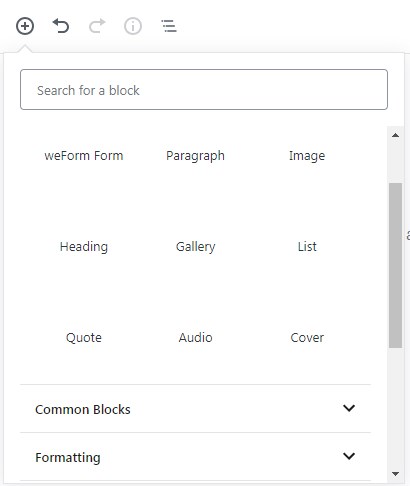 Search for a block
weForm Form Paragraph Image
Heading Gallery List
Quote Audio Cover
Common Blocks
Formatting